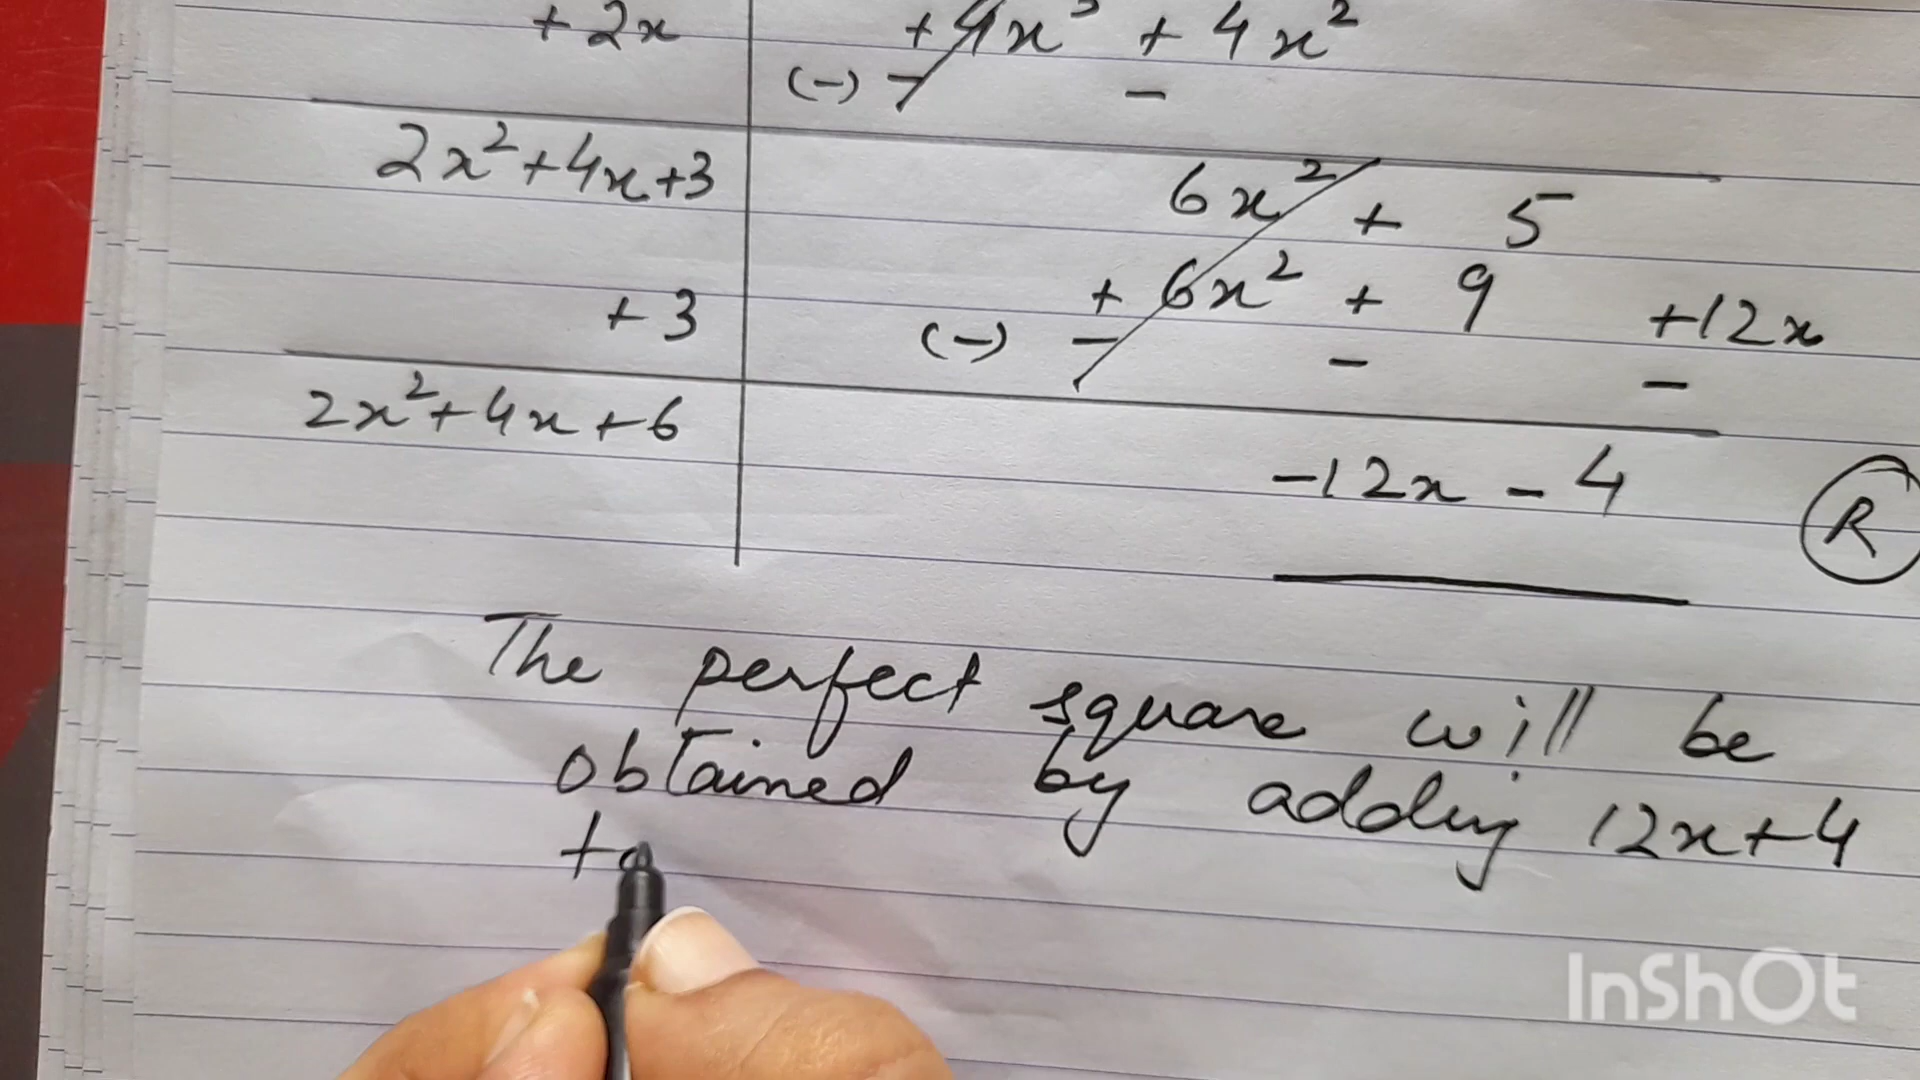 + 2x +4x³ + 4x²
(-) - -
2x²+4x+3 6x² + 5
+ 3 + 6x² + 9 +12x
(-) - - -
2x²+4x+6 -12x - 4 R
The perfect square will be
obtained by adding 12x+4
to
InShOt